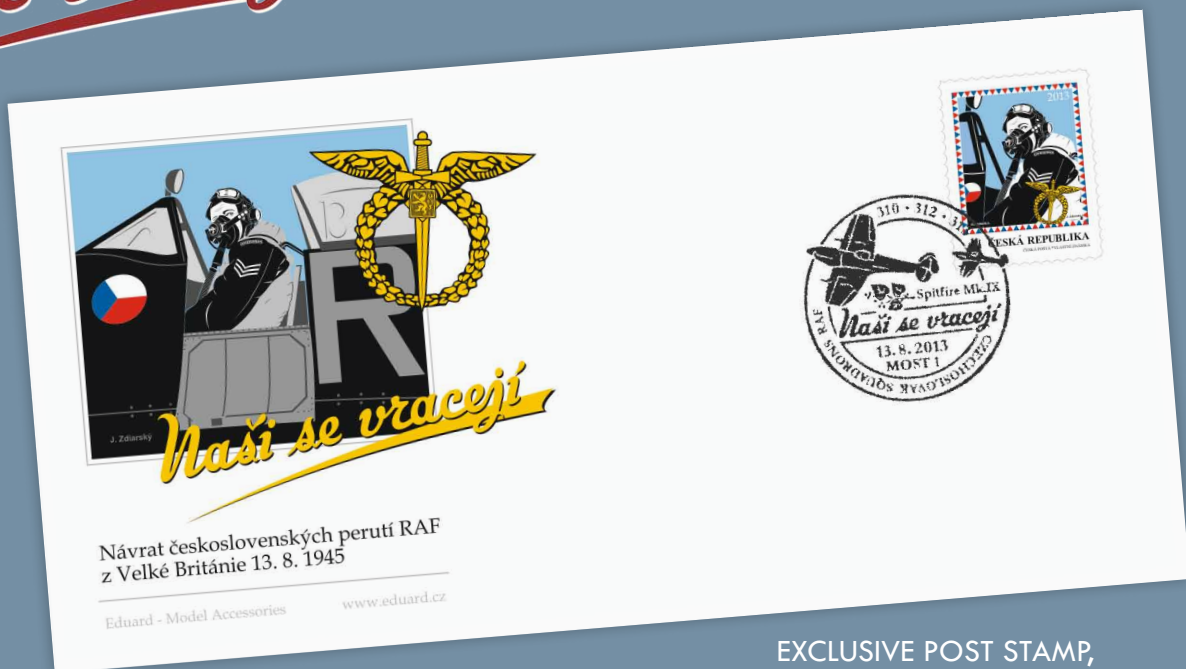 R
J. Zdiarský
Naši se vracejí
Návrat československých perutí RAF
z Velké Británie 13. 8. 1945
Eduard - Model Accessories www.eduard.cz
2013
ČESKÁ REPUBLIKA
310 • 312 •
Spitfire Mk.IX
Naši se vracejí
13. 8. 2013
MOST 1
CZECHOSLOVAK SQUADRONS RAF
EXCLUSIVE POST STAMP,